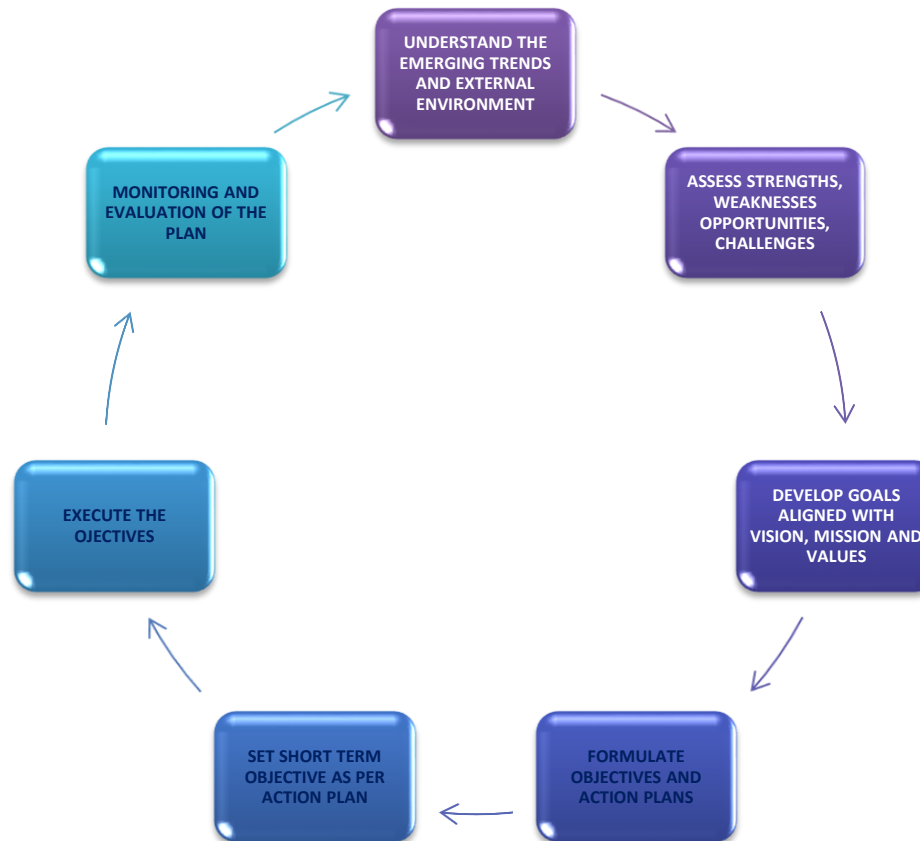 UNDERSTAND THE
EMERGING TRENDS
AND EXTERNAL
ENVIRONMENT
ASSESS STRENGTHS,
WEAKNESSES
OPPORTUNITIES,
CHALLENGES
DEVELOP GOALS
ALIGNED WITH
VISION, MISSION AND
VALUES
FORMULATE
OBJECTIVES AND
ACTION PLANS
SET SHORT TERM
OBJECTIVE AS PER
ACTION PLAN
EXECUTE THE
OJECTIVES
MONITORING AND
EVALUATION OF THE
PLAN